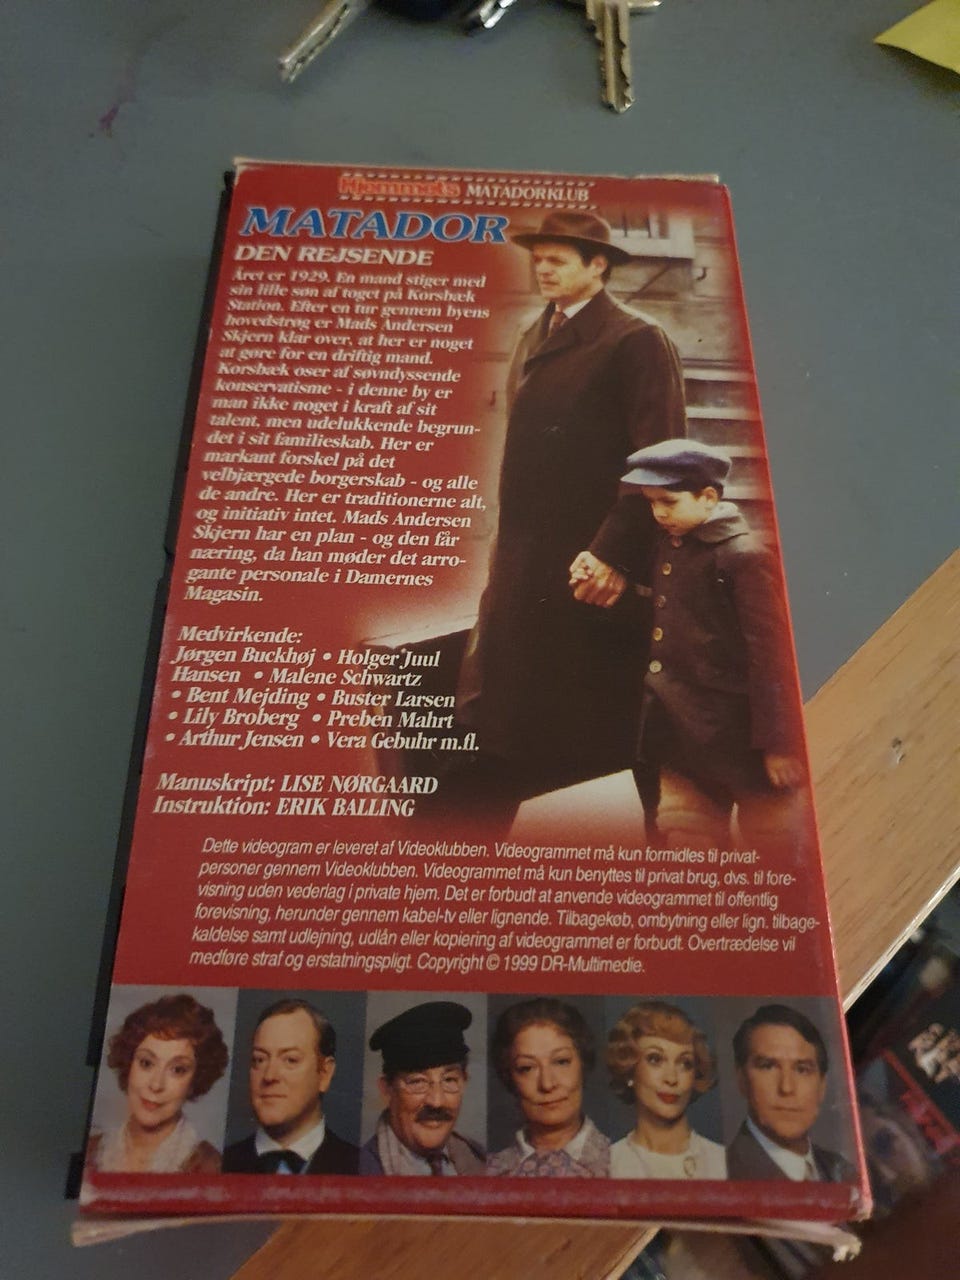 Hjemmets MATADORKLUB
MATADOR
DEN REJSENDE
Året er 1929. En mand stiger med
sin lille søn af toget på Korsbæk
Station. Efter en tur gennem byens
hovedstrøg er Mads Andersen
Skjern klar over, at her er noget
at gøre for en driftig mand.
Korsbæk oser af søvndyssende
konservatisme - i denne by er
man ikke noget i kraft af sit
talent, men udelukkende begrun-
det i sit familieskab. Her er
markant forskel på det
velbjærgede borgerskab - og alle
de andre. Her er traditionerne alt,
og initiativ intet. Mads Andersen
Skjern har en plan - og den får
næring, da han møder det arro-
gante personale i Damernes
Magasin.
Medvirkende:
Jørgen Buckhøj • Holger Juul
Hansen • Malene Schwartz
• Bent Mejding • Buster Larsen
• Lily Broberg • Preben Mahrt
• Arthur Jensen • Vera Gebuhr m.fl.
Manuskript: LISE NØRGAARD
Instruktion: ERIK BALLING
Dette videogram er leveret af Videoklubben. Videogrammet må kun formidles til privat-
personer gennem Videoklubben. Videogrammet må kun benyttes til privat brug, dvs. til fore-
visning uden vederlag i private hjem. Det er forbudt at anvende videogrammet til offentlig
forevisning, herunder gennem kabel-tv eller lignende. Tilbagekøb, ombytning eller lign. tilbage-
kaldelse samt udlejning, udlån eller kopiering af videogrammet er forbudt. Overtrædelse vil
medføre straf og erstatningspligt. Copyright © 1999 DR-Multimedie.